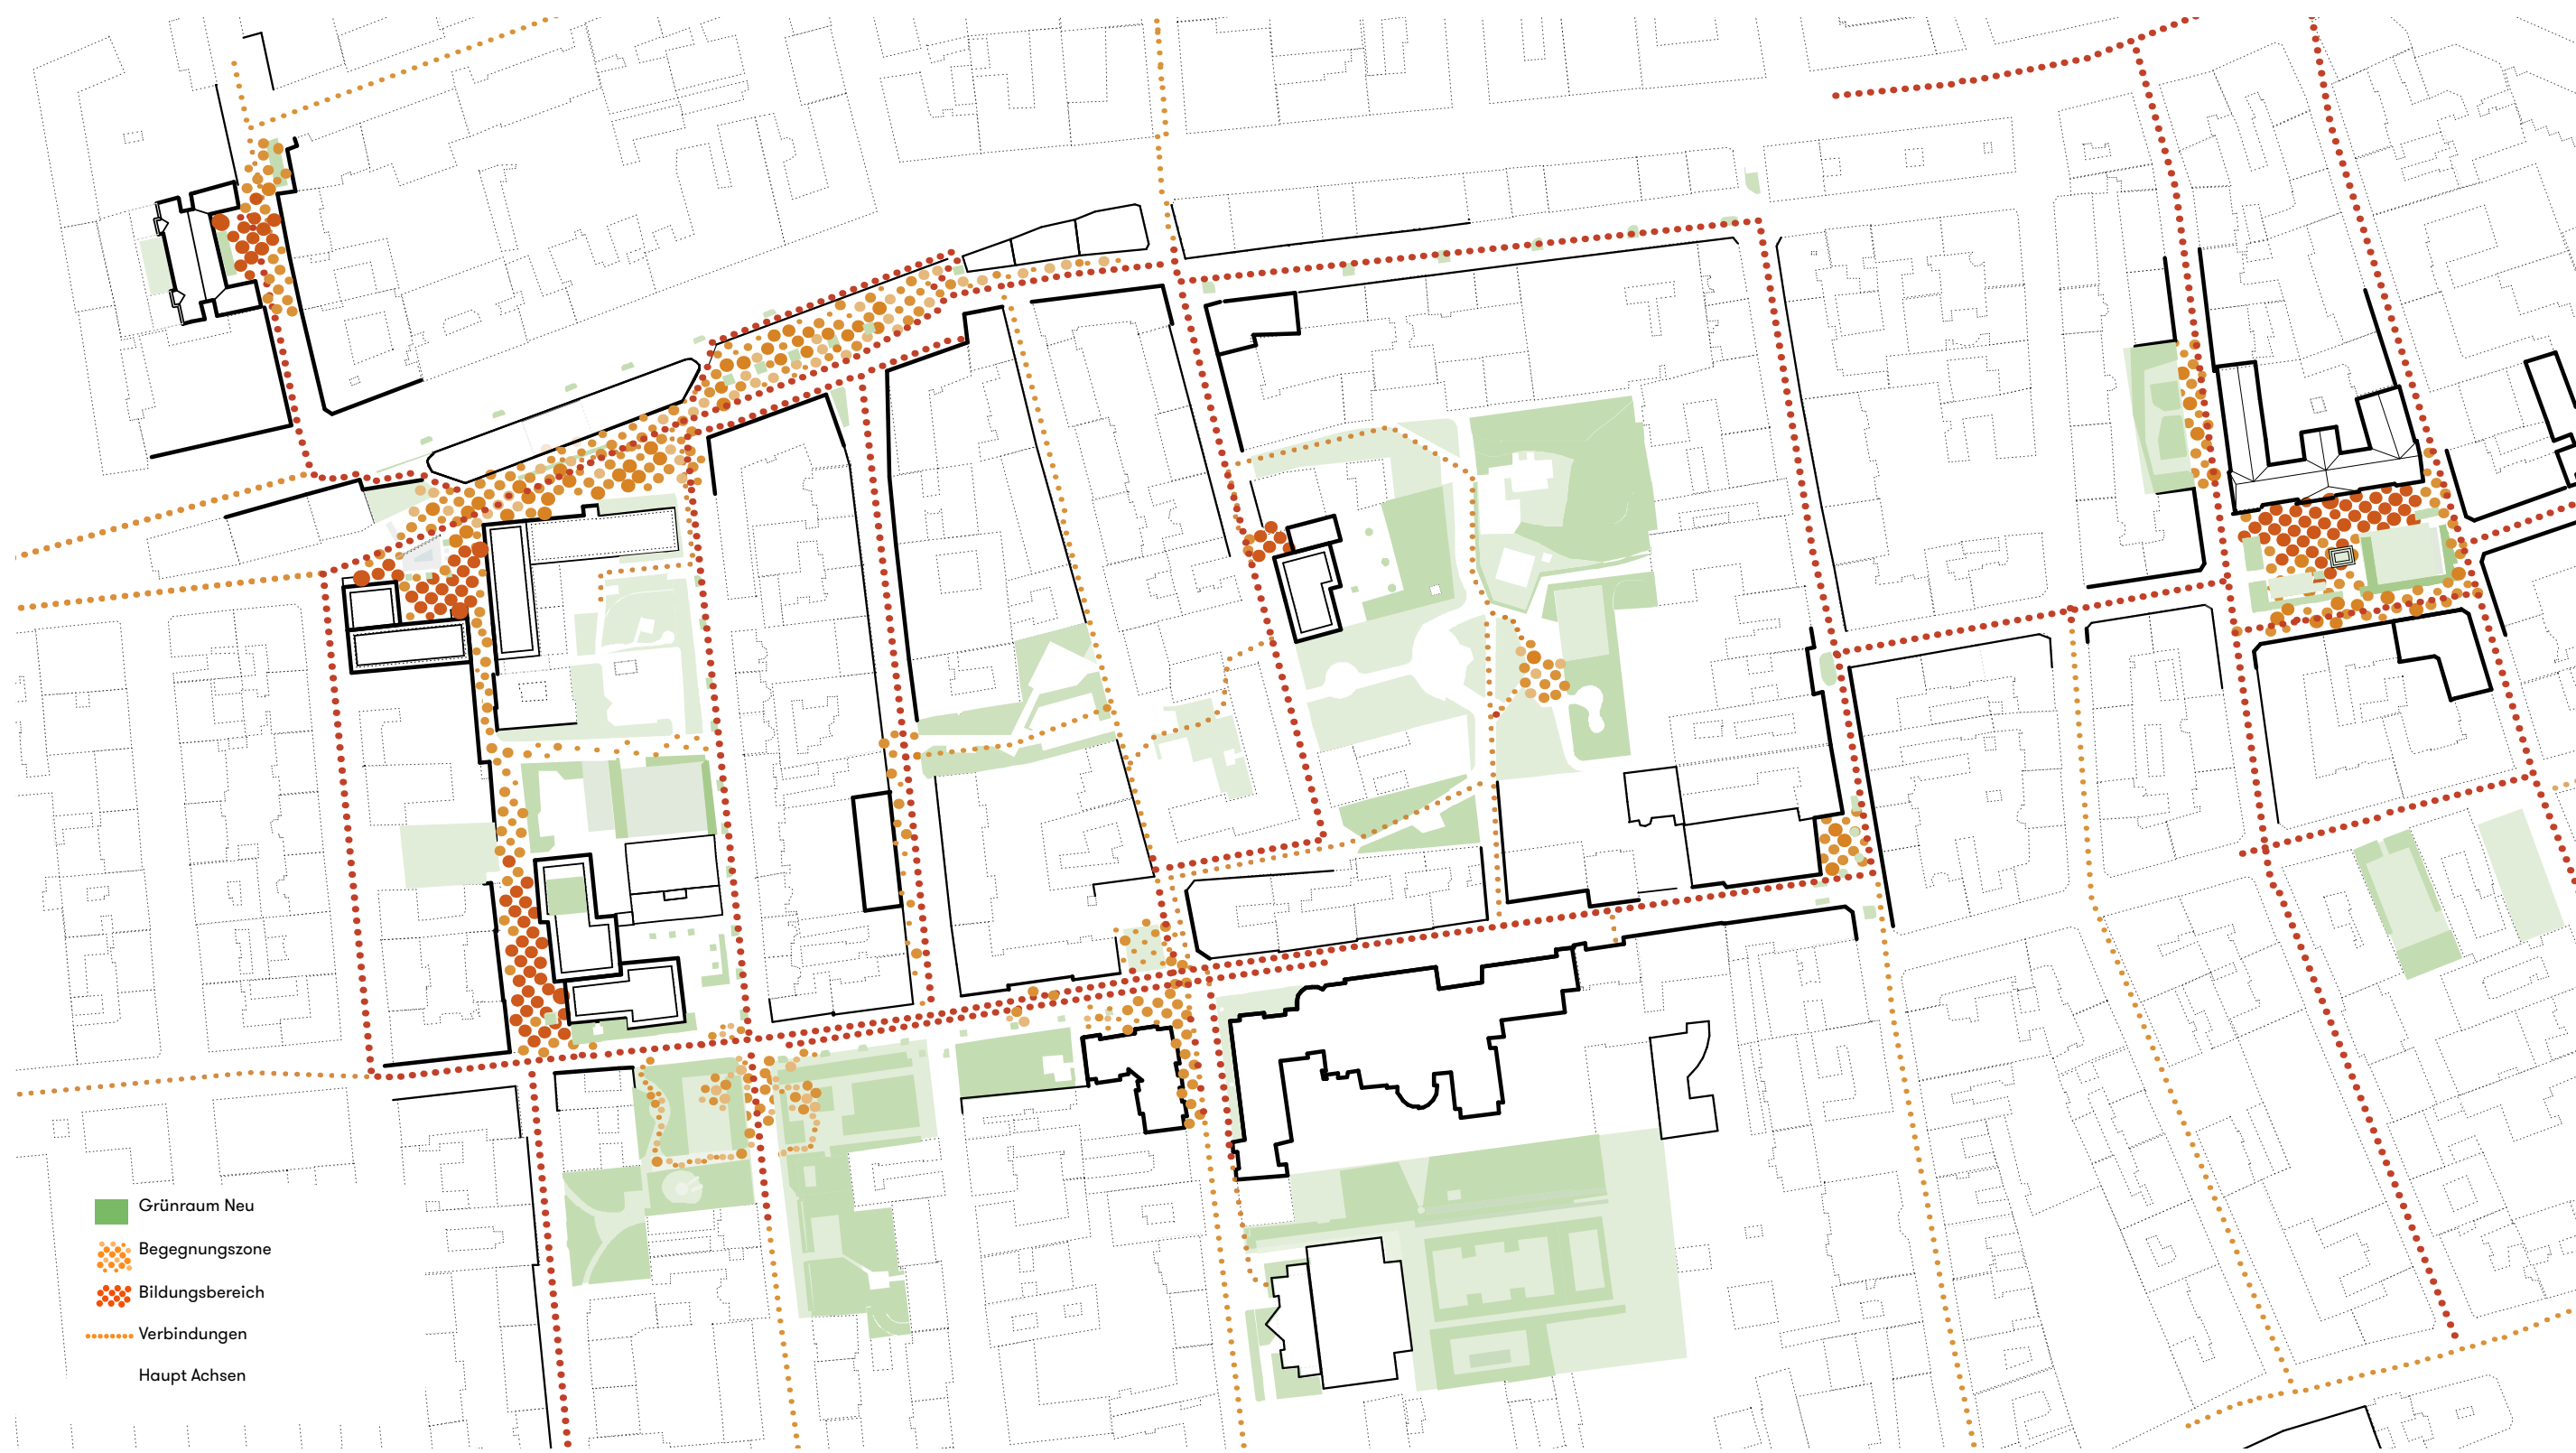 Grünraum Neu
Begegnungszone
Bildungsbereich
Verbindungen
Haupt Achsen